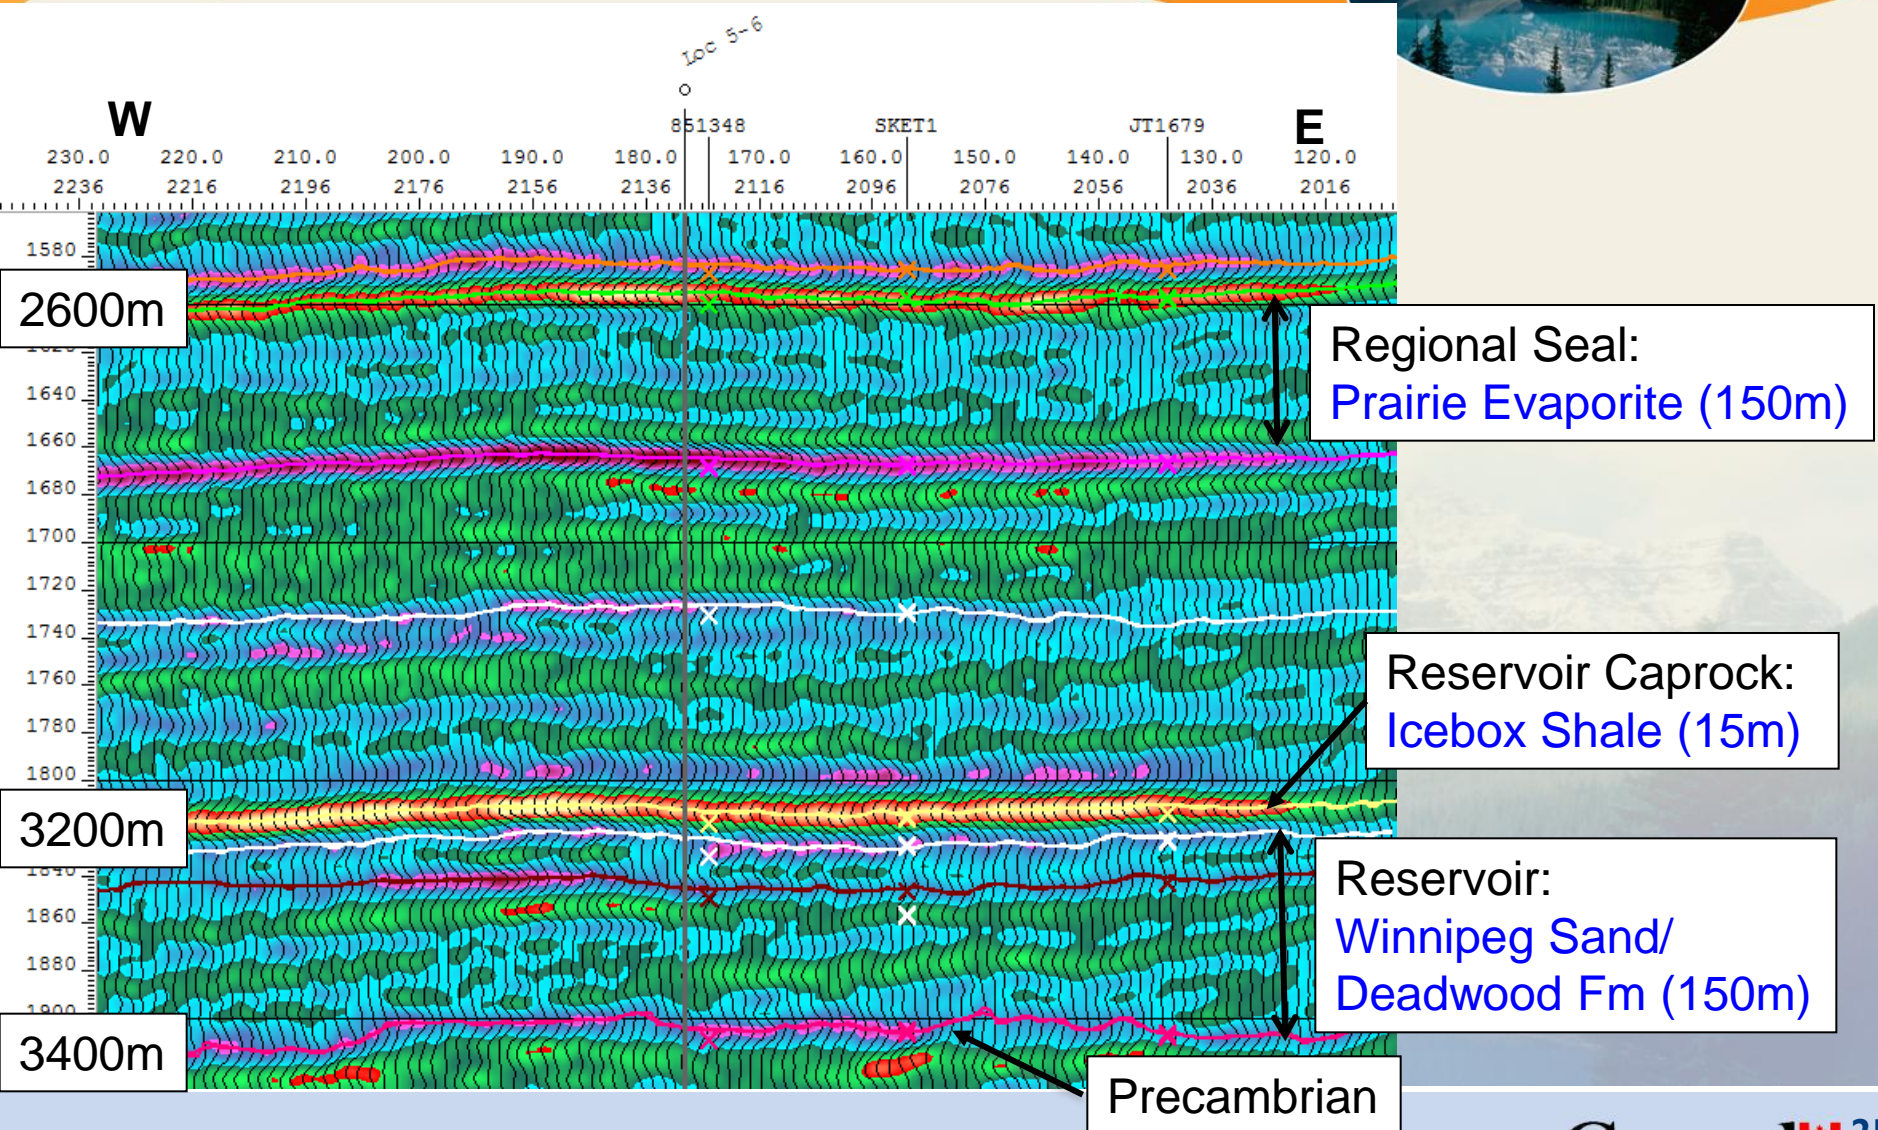 Loc 5-6
W
E
851348 SKET1 JT1679
230.0 220.0 210.0 200.0 190.0 180.0 170.0 160.0 150.0 140.0 130.0 120.0
2236 2216 2196 2176 2156 2136 2116 2096 2076 2056 2036 2016
1580
2600m
Regional Seal:
Prairie Evaporite (150m)
1640
1660
1680
1700
1720
1740
1760
1780
1800
Reservoir Caprock:
Icebox Shale (15m)
3200m
1840
1860
1880
1900
Reservoir:
Winnipeg Sand/
Deadwood Fm (150m)
3400m
Precambrian